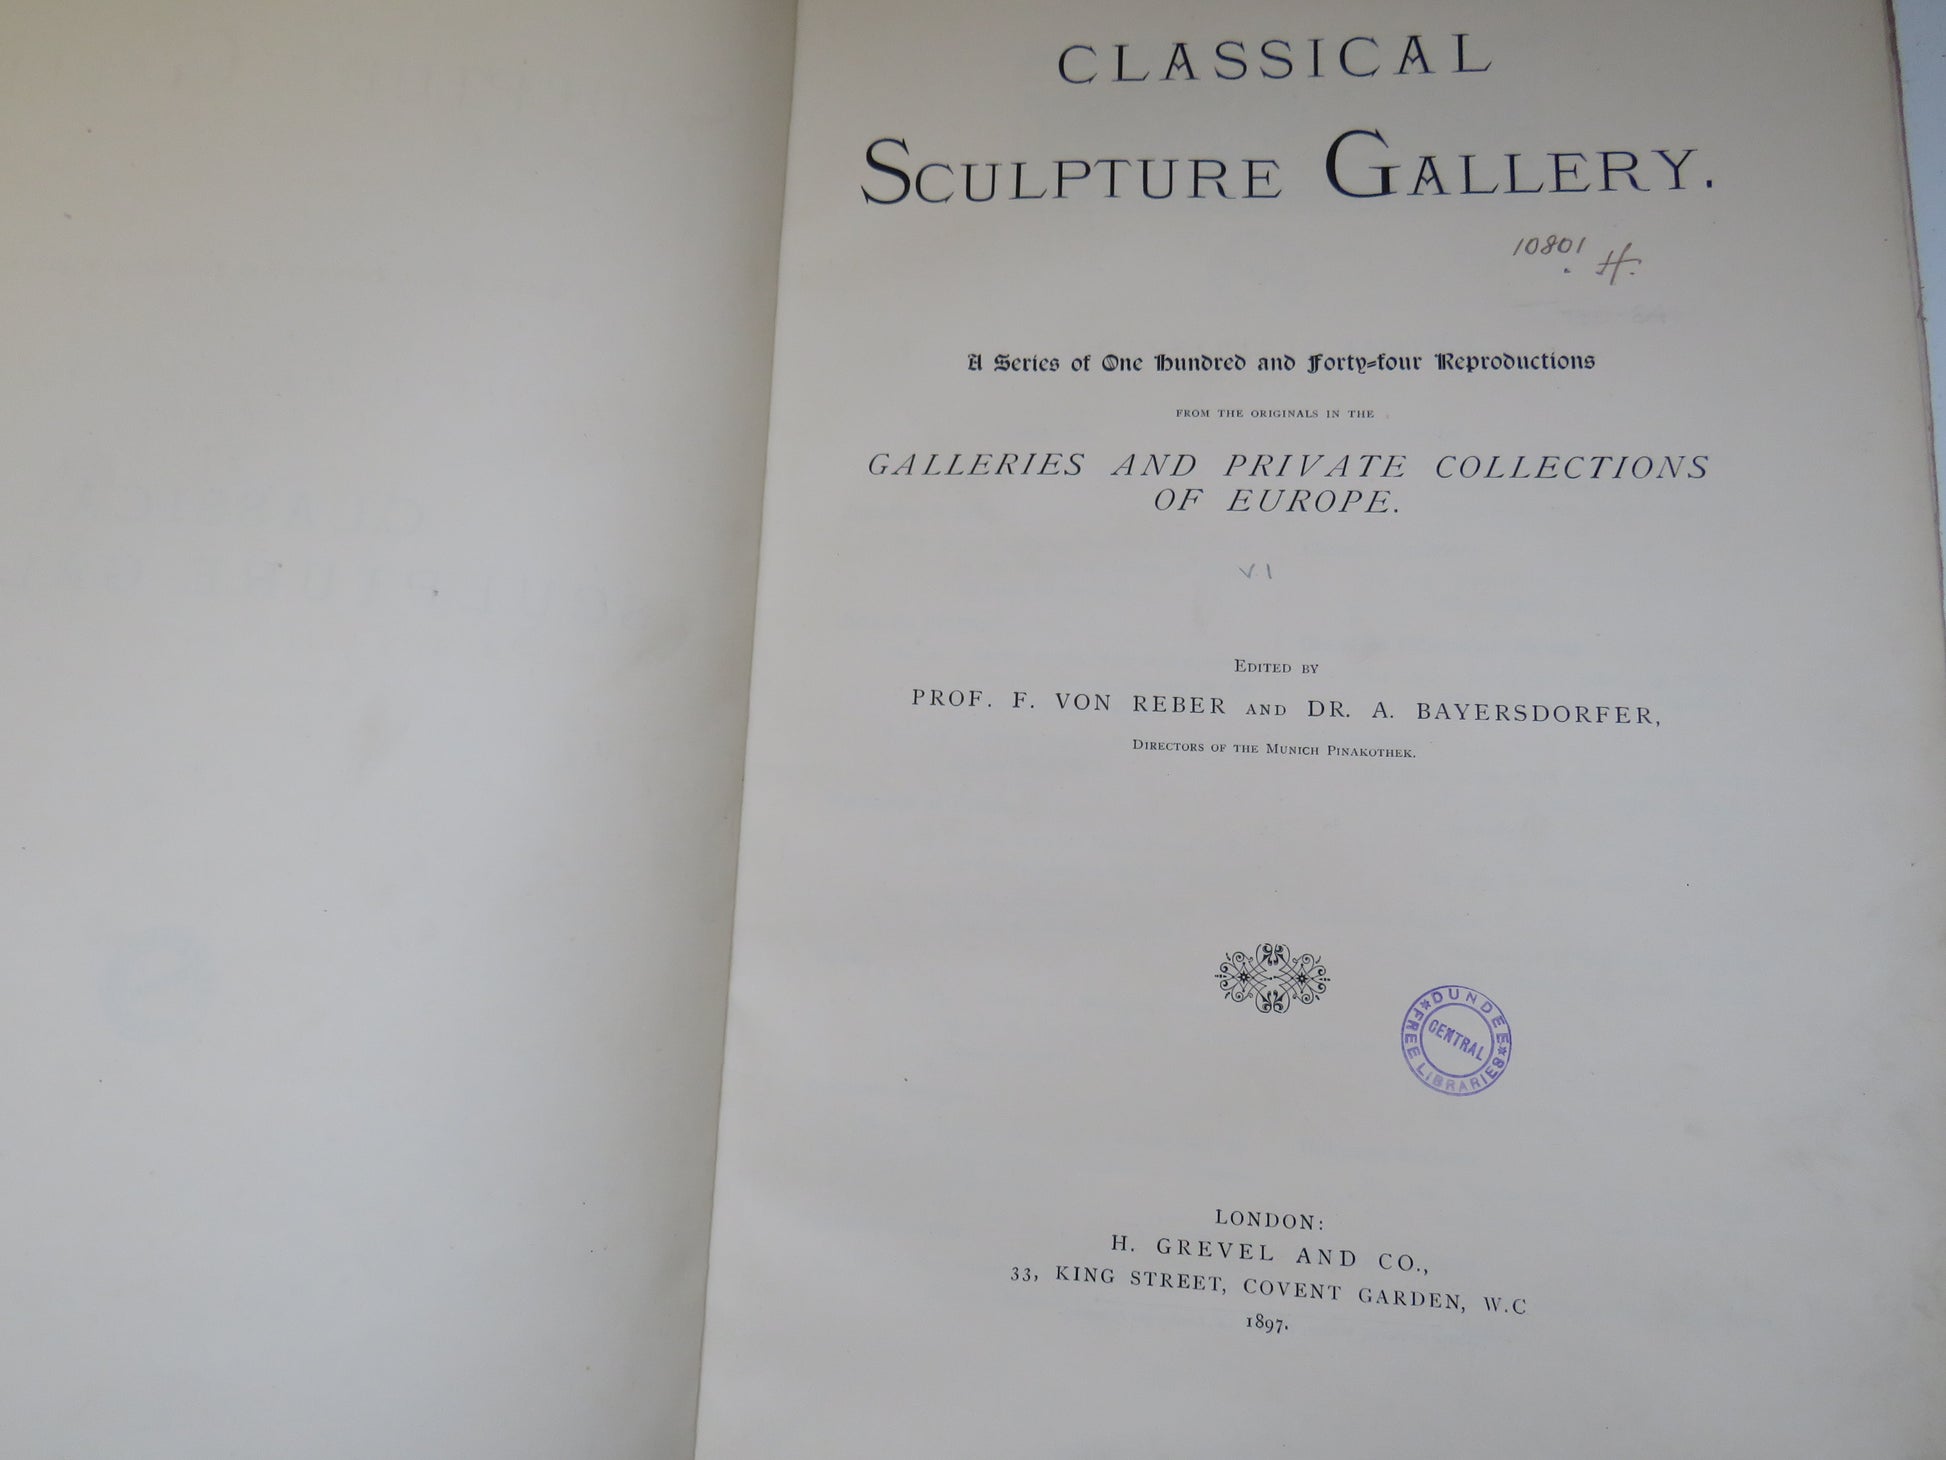 CLASSICAL
SCULPTURE GALLERY.
10801 H.
A Series of One Hundred and Forty-four Reproductions
FROM THE ORIGINALS IN THE
GALLERIES AND PRIVATE COLLECTIONS
OF EUROPE.
V.1
EDITED BY
PROF. F. VON REBER AND DR. A. BAYERSDORFER,
DIRECTORS OF THE MUNICH PINAKOTHEK.
DUNDEE
CENTRAL
FREE LIBRARIES
LONDON:
H. GREVEL AND CO.,
33, KING STREET, COVENT GARDEN, W.C
1897.